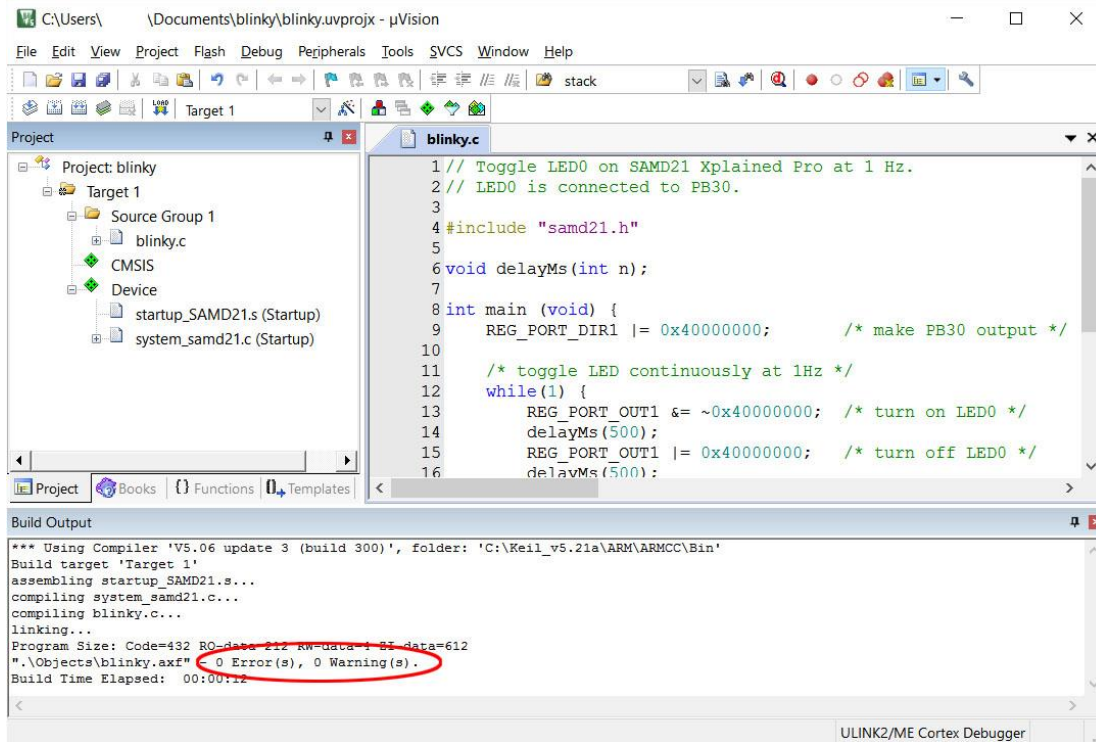 C:\Users\ \Documents\blinky\blinky.uvprojx - µVision
File Edit View Project Flash Debug Peripherals Tools SVCS Window Help
stack
LOAD Target 1
Project
blinky.c
Project: blinky
Target 1
Source Group 1
blinky.c
CMSIS
Device
startup_SAMD21.s (Startup)
system_samd21.c (Startup)
Project Books {} Functions 0 Templates
1 // Toggle LED0 on SAMD21 Xplained Pro at 1 Hz.
2 // LED0 is connected to PB30.
3
4 #include "samd21.h"
5
6 void delayMs(int n);
7
8 int main (void) {
9 REG_PORT_DIR1 |= 0x40000000; /* make PB30 output */
10
11 /* toggle LED continuously at 1Hz */
12 while(1) {
13 REG_PORT_OUT1 &= ~0x40000000; /* turn on LED0 */
14 delayMs(500);
15 REG_PORT_OUT1 |= 0x40000000; /* turn off LED0 */
16 delayMs(500);
Build Output
*** Using Compiler 'V5.06 update 3 (build 300)', folder: 'C:\Keil_v5.21a\ARM\ARMCC\Bin'
Build target 'Target 1'
assembling startup_SAMD21.s...
compiling system_samd21.c...
compiling blinky.c...
linking...
Program Size: Code=432 RO-data=212 RW-data=4 ZI-data=612
".\Objects\blinky.axf" - 0 Error(s), 0 Warning(s).
Build Time Elapsed: 00:00:12
ULINK2/ME Cortex Debugger